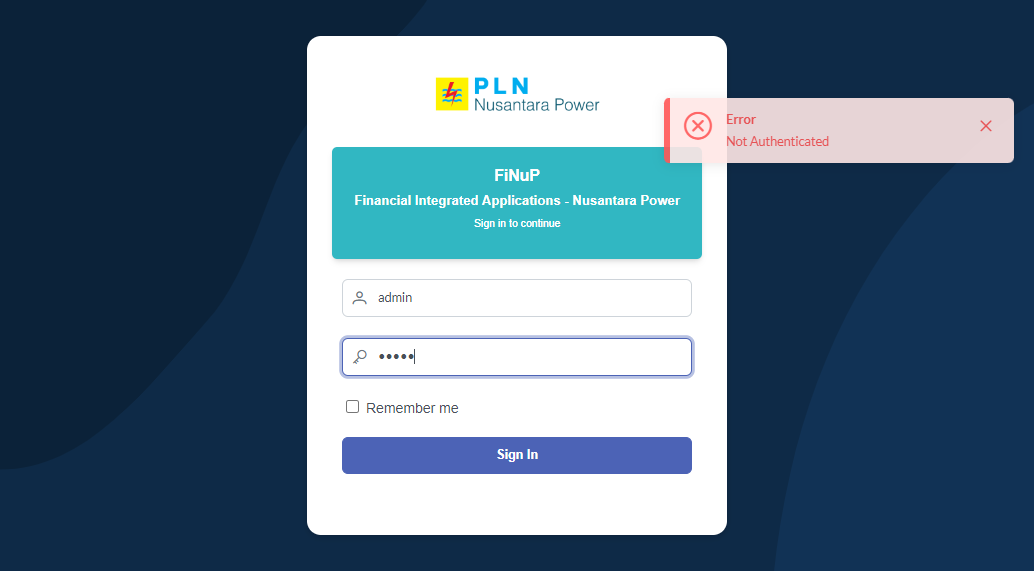 PLN
Nusantara Power
Error
Not Authenticated
FiNuP
Financial Integrated Applications - Nusantara Power
Sign in to continue
admin
•••••
Remember me
Sign In